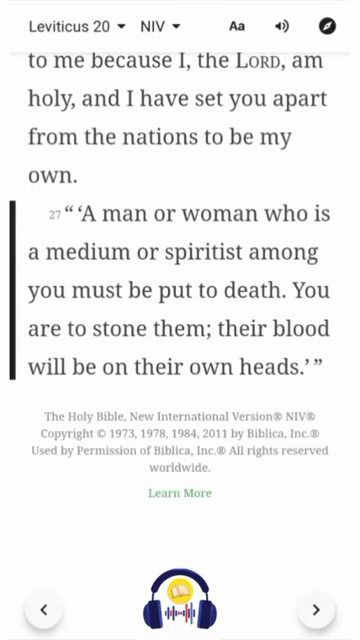 Leviticus 20 NIV Aa
to me because I, the LORD, am
holy, and I have set you apart
from the nations to be my
own.
27 “ ‘A man or woman who is
a medium or spiritist among
you must be put to death. You
are to stone them; their blood
will be on their own heads.’ ”
The Holy Bible, New International Version® NIV®
Copyright © 1973, 1978, 1984, 2011 by Biblica, Inc.®
Used by Permission of Biblica, Inc.® All rights reserved
worldwide.
Learn More